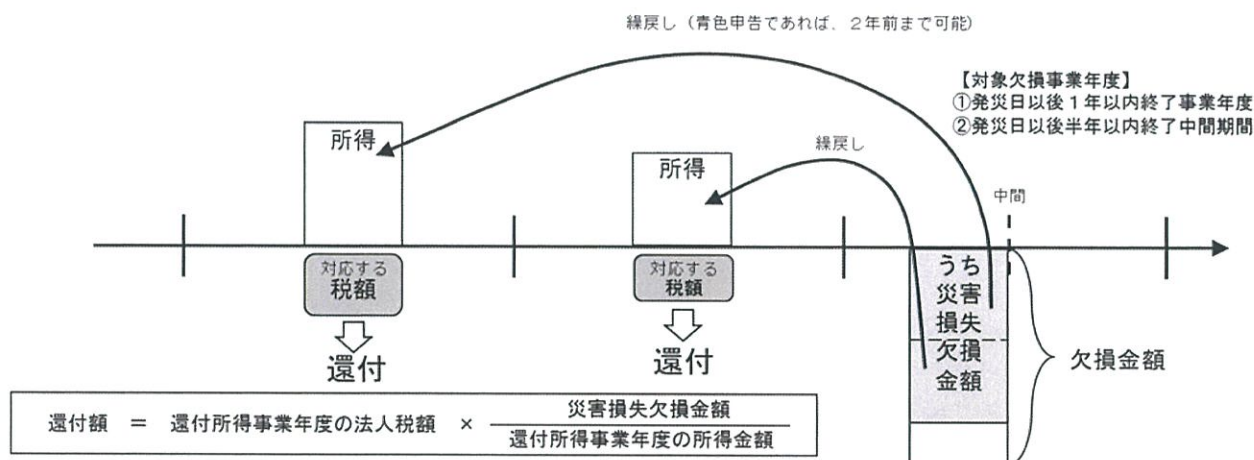 繰戻し（青色申告であれば、２年前まで可能）
【対象欠損事業年度】
①発災日以後１年以内終了事業年度
②発災日以後半年以内終了中間期間
繰戻し
所得
所得
中間
対応する
税額
対応する
税額
還付
還付
うち
災害
損失
欠損
金額
欠損金額
還付額 ＝ 還付所得事業年度の法人税額 × 災害損失欠損金額
還付所得事業年度の所得金額